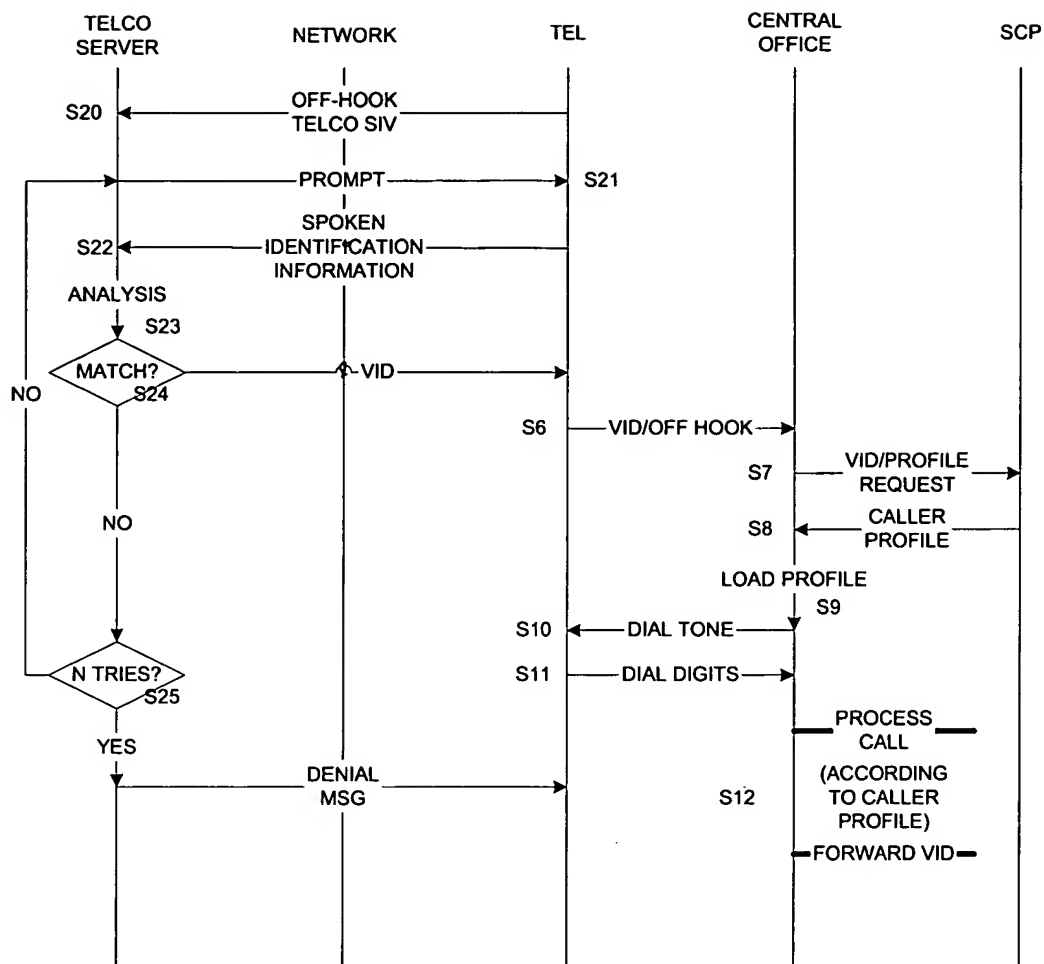 TELCO
SERVER
NETWORK
TEL
CENTRAL
OFFICE
SCP
S20
OFF-HOOK
TELCO SIV
PROMPT
S21
S22
SPOKEN
IDENTIFICATION
INFORMATION
ANALYSIS
S23
MATCH?
S24
VID
NO
S6
VID/OFF HOOK
S7
VID/PROFILE
REQUEST
NO
S8
CALLER
PROFILE
LOAD PROFILE
S9
S10
DIAL TONE
N TRIES?
S25
S11
DIAL DIGITS
YES
PROCESS
CALL
DENIAL
MSG
S12
(ACCORDING
TO CALLER
PROFILE)
FORWARD VID